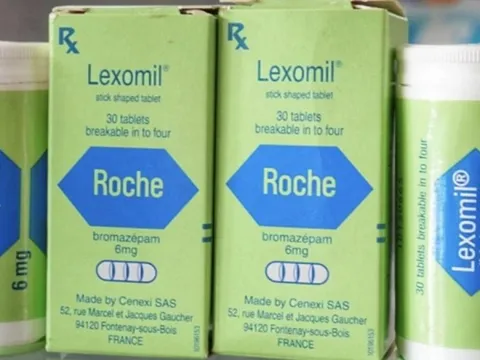 6 mg
Rx
Lexomil®
stick shaped tablet
30 tablets
breakable in to four
Roche
bromazépam
6mg
Made by Cenexi SAS
52, rue Marcel et Jacques Gaucher
94120 Fontenay-sous-Bois
FRANCE
Rx
Lexomil®
stick shaped tablet
30 tablets
breakable in to four
Roche
bromazépam
6mg
Made by Cenexi SAS
52, rue Marcel et Jacques Gaucher
94120 Fontenay-sous-Bois
FRANCE
30 tablets breakable in to four
Lexomil®